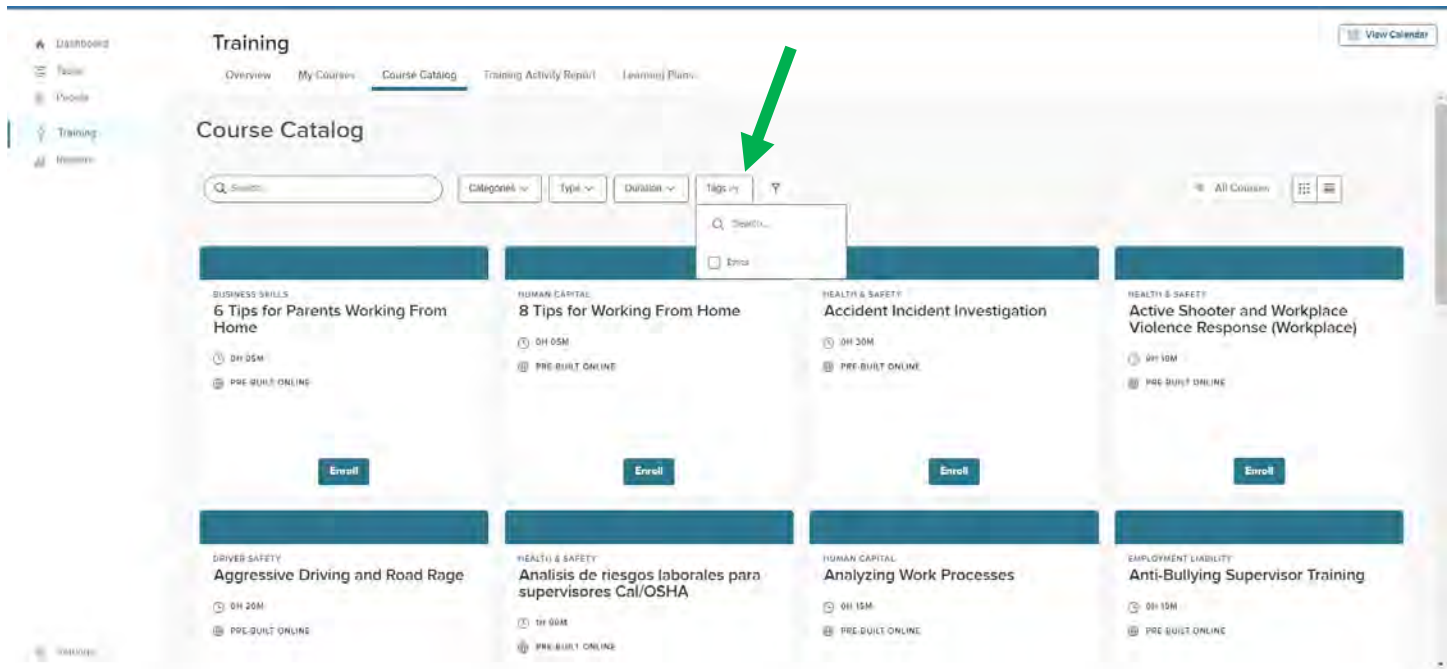 View Calendar
Dashboard
Training
Overview My Courses Course Catalog Training Activity Report Learning Plans
People
Training
Course Catalog
Search... Categories Type Duration Tags All Courses
Search...
BUSINESS SKILLS
6 Tips for Parents Working From
Home
0H 05M
PRE-BUILT ONLINE
Enroll
HUMAN CAPITAL
8 Tips for Working From Home
0H 05M
PRE-BUILT ONLINE
Enroll
HEALTH & SAFETY
Accident Incident Investigation
0H 30M
PRE-BUILT ONLINE
Enroll
HEALTH & SAFETY
Active Shooter and Workplace
Violence Response (Workplace)
0H 10M
PRE-BUILT ONLINE
Enroll
DRIVER SAFETY
Aggressive Driving and Road Rage
0H 20M
PRE-BUILT ONLINE
HEALTH & SAFETY
Analisis de riesgos laborales para
supervisores Cal/OSHA
1H 00M
PRE-BUILT ONLINE
HUMAN CAPITAL
Analyzing Work Processes
0H 15M
PRE-BUILT ONLINE
EMPLOYMENT LIABILITY
Anti-Bullying Supervisor Training
0H 15M
PRE-BUILT ONLINE